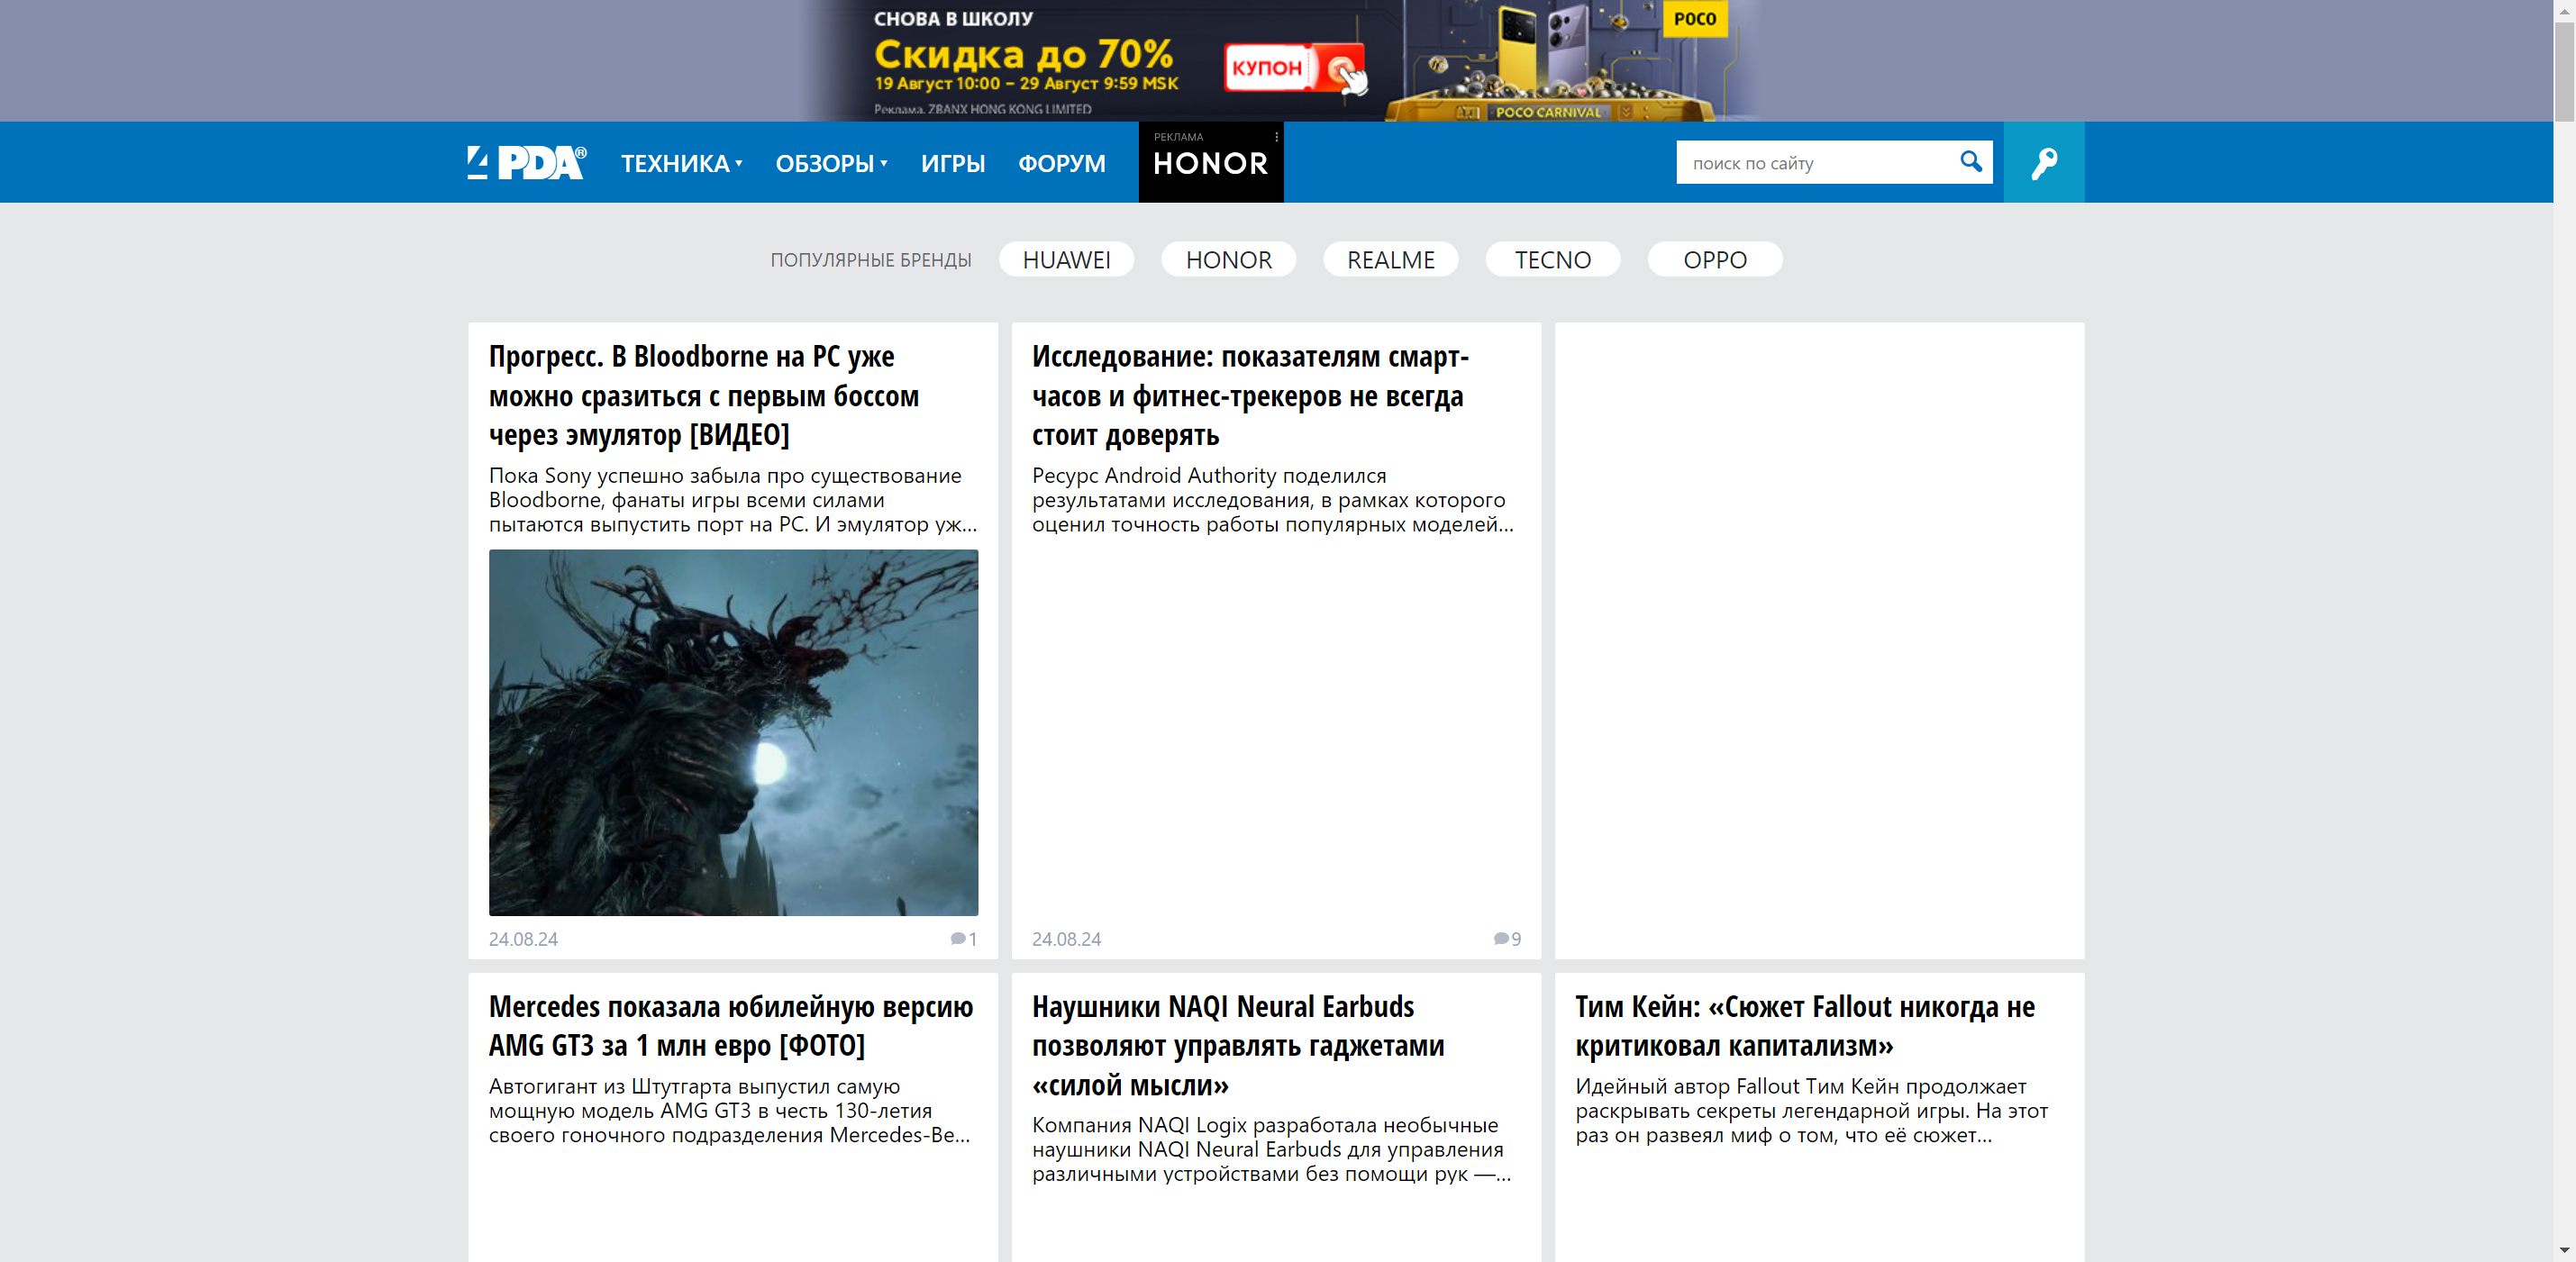 СНОВА В ШКОЛУ
Скидка до 70%
19 Август 10:00 – 29 Август 9:59 MSK
Реклама. ZBANX HONG KONG LIMITED
КУПОН
POCO
POCO CARNIVAL
4PDA®
ТЕХНИКА
ОБЗОРЫ
ИГРЫ
ФОРУМ
РЕКЛАМА
HONOR
поиск по сайту
ПОПУЛЯРНЫЕ БРЕНДЫ
HUAWEI
HONOR
REALME
TECNO
OPPO
Прогресс. В Bloodborne на PC уже
можно сразиться с первым боссом
через эмулятор [ВИДЕО]
Пока Sony успешно забыла про существование
Bloodborne, фанаты игры всеми силами
пытаются выпустить порт на PC. И эмулятор уж...
24.08.24
1
Исследование: показателям смарт-
часов и фитнес-трекеров не всегда
стоит доверять
Ресурс Android Authority поделился
результатами исследования, в рамках которого
оценил точность работы популярных моделей...
24.08.24
9
Mercedes показала юбилейную версию
AMG GT3 за 1 млн евро [ФОТО]
Автогигант из Штутгарта выпустил самую
мощную модель AMG GT3 в честь 130-летия
своего гоночного подразделения Mercedes-Be...
Наушники NAQI Neural Earbuds
позволяют управлять гаджетами
«силой мысли»
Компания NAQI Logix разработала необычные
наушники NAQI Neural Earbuds для управления
различными устройствами без помощи рук —...
Тим Кейн: «Сюжет Fallout никогда не
критиковал капитализм»
Идейный автор Fallout Тим Кейн продолжает
раскрывать секреты легендарной игры. На этот
раз он развеял миф о том, что её сюжет...